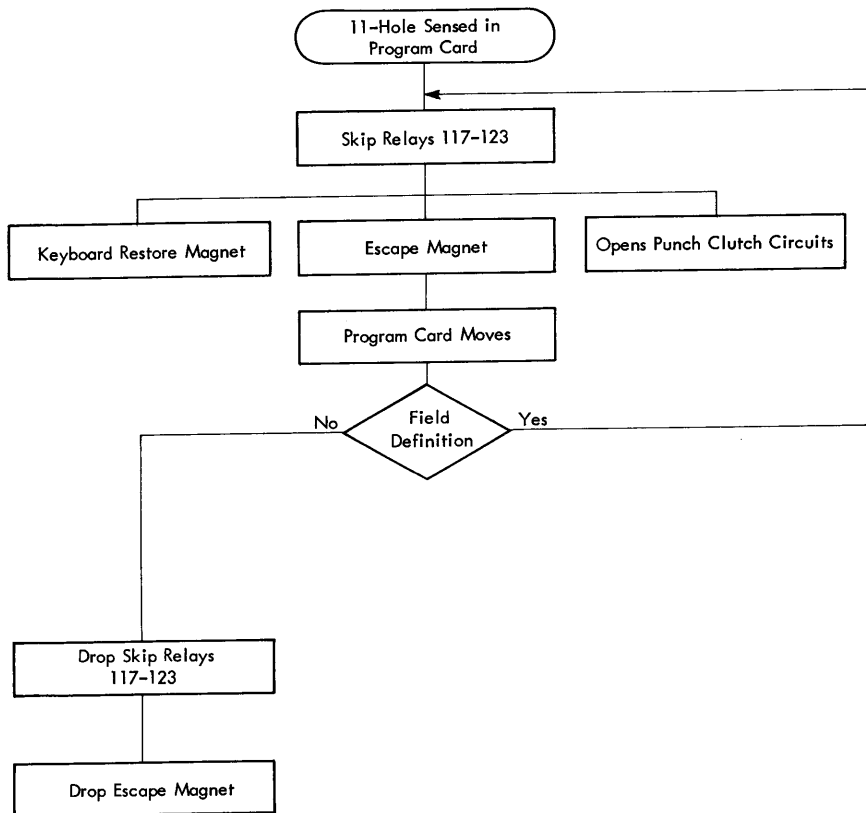 11-Hole Sensed in
Program Card
Skip Relays 117-123
Keyboard Restore Magnet
Escape Magnet
Opens Punch Clutch Circuits
Program Card Moves
No
Field
Definition
Yes
Drop Skip Relays
117-123
Drop Escape Magnet